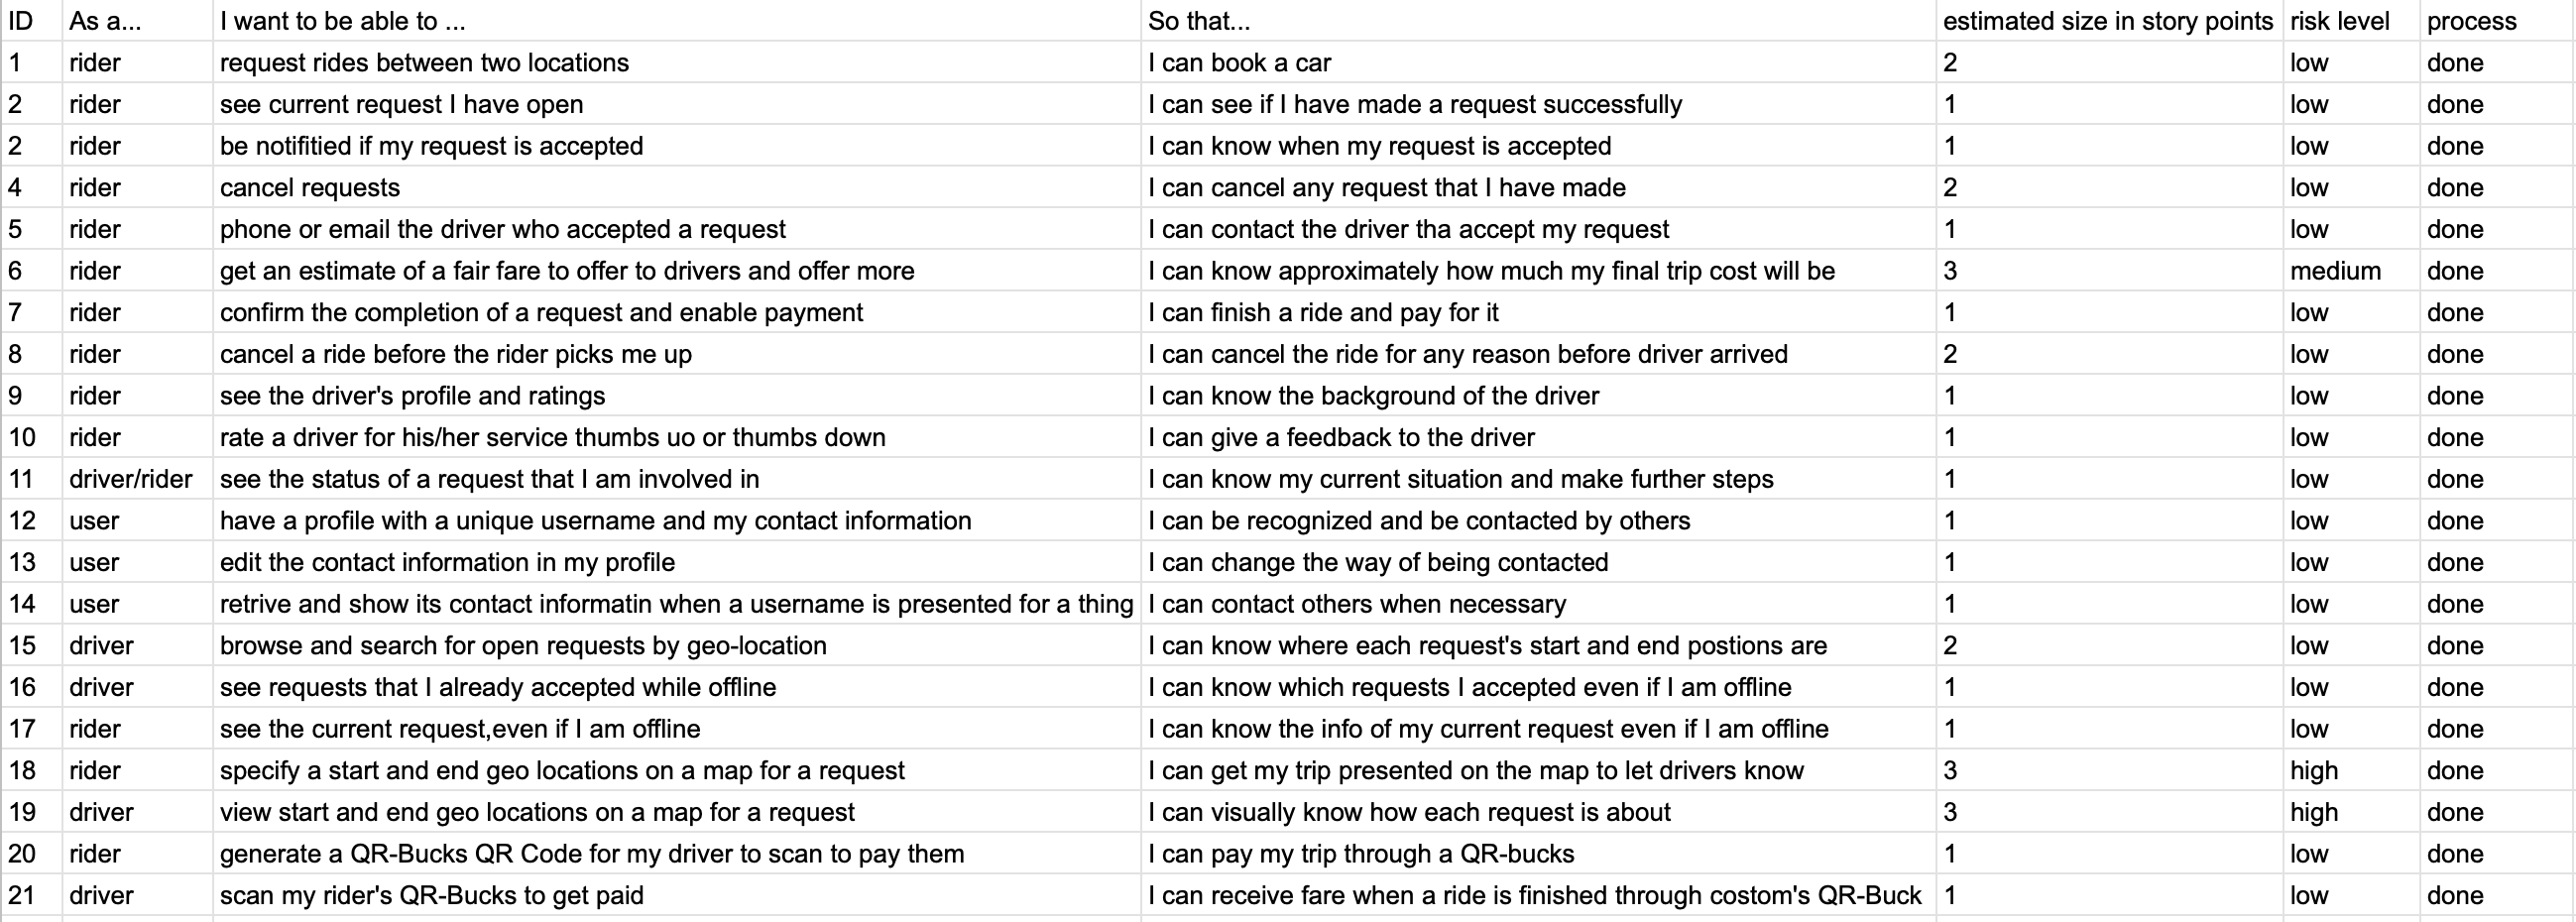 ID As a... I want to be able to ... So that... estimated size in story points risk level process
1 rider request rides between two locations I can book a car 2 low done
2 rider see current request I have open I can see if I have made a request successfully 1 low done
2 rider be notifitied if my request is accepted I can know when my request is accepted 1 low done
4 rider cancel requests I can cancel any request that I have made 2 low done
5 rider phone or email the driver who accepted a request I can contact the driver tha accept my request 1 low done
6 rider get an estimate of a fair fare to offer to drivers and offer more I can know approximately how much my final trip cost will be 3 medium done
7 rider confirm the completion of a request and enable payment I can finish a ride and pay for it 1 low done
8 rider cancel a ride before the rider picks me up I can cancel the ride for any reason before driver arrived 2 low done
9 rider see the driver's profile and ratings I can know the background of the driver 1 low done
10 rider rate a driver for his/her service thumbs uo or thumbs down I can give a feedback to the driver 1 low done
11 driver/rider see the status of a request that I am involved in I can know my current situation and make further steps 1 low done
12 user have a profile with a unique username and my contact information I can be recognized and be contacted by others 1 low done
13 user edit the contact information in my profile I can change the way of being contacted 1 low done
14 user retrive and show its contact informatin when a username is presented for a thing I can contact others when necessary 1 low done
15 driver browse and search for open requests by geo-location I can know where each request's start and end postions are 2 low done
16 driver see requests that I already accepted while offline I can know which requests I accepted even if I am offline 1 low done
17 rider see the current request,even if I am offline I can know the info of my current request even if I am offline 1 low done
18 rider specify a start and end geo locations on a map for a request I can get my trip presented on the map to let drivers know 3 high done
19 driver view start and end geo locations on a map for a request I can visually know how each request is about 3 high done
20 rider generate a QR-Bucks QR Code for my driver to scan to pay them I can pay my trip through a QR-bucks 1 low done
21 driver scan my rider's QR-Bucks to get paid I can receive fare when a ride is finished through costom's QR-Buck 1 low done